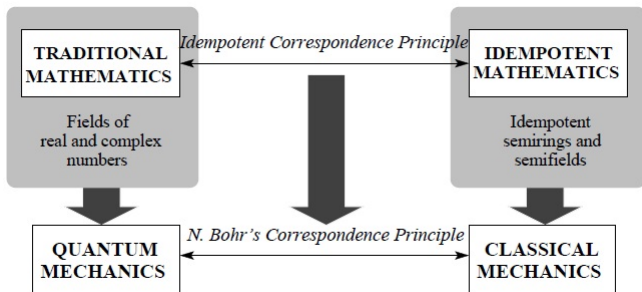 TRADITIONAL
MATHEMATICS
Idempotent Correspondence Principle
IDEMPOTENT
MATHEMATICS
Fields of
real and complex
numbers
Idempotent
semirings and
semifields
QUANTUM
MECHANICS
N. Bohr's Correspondence Principle
CLASSICAL
MECHANICS